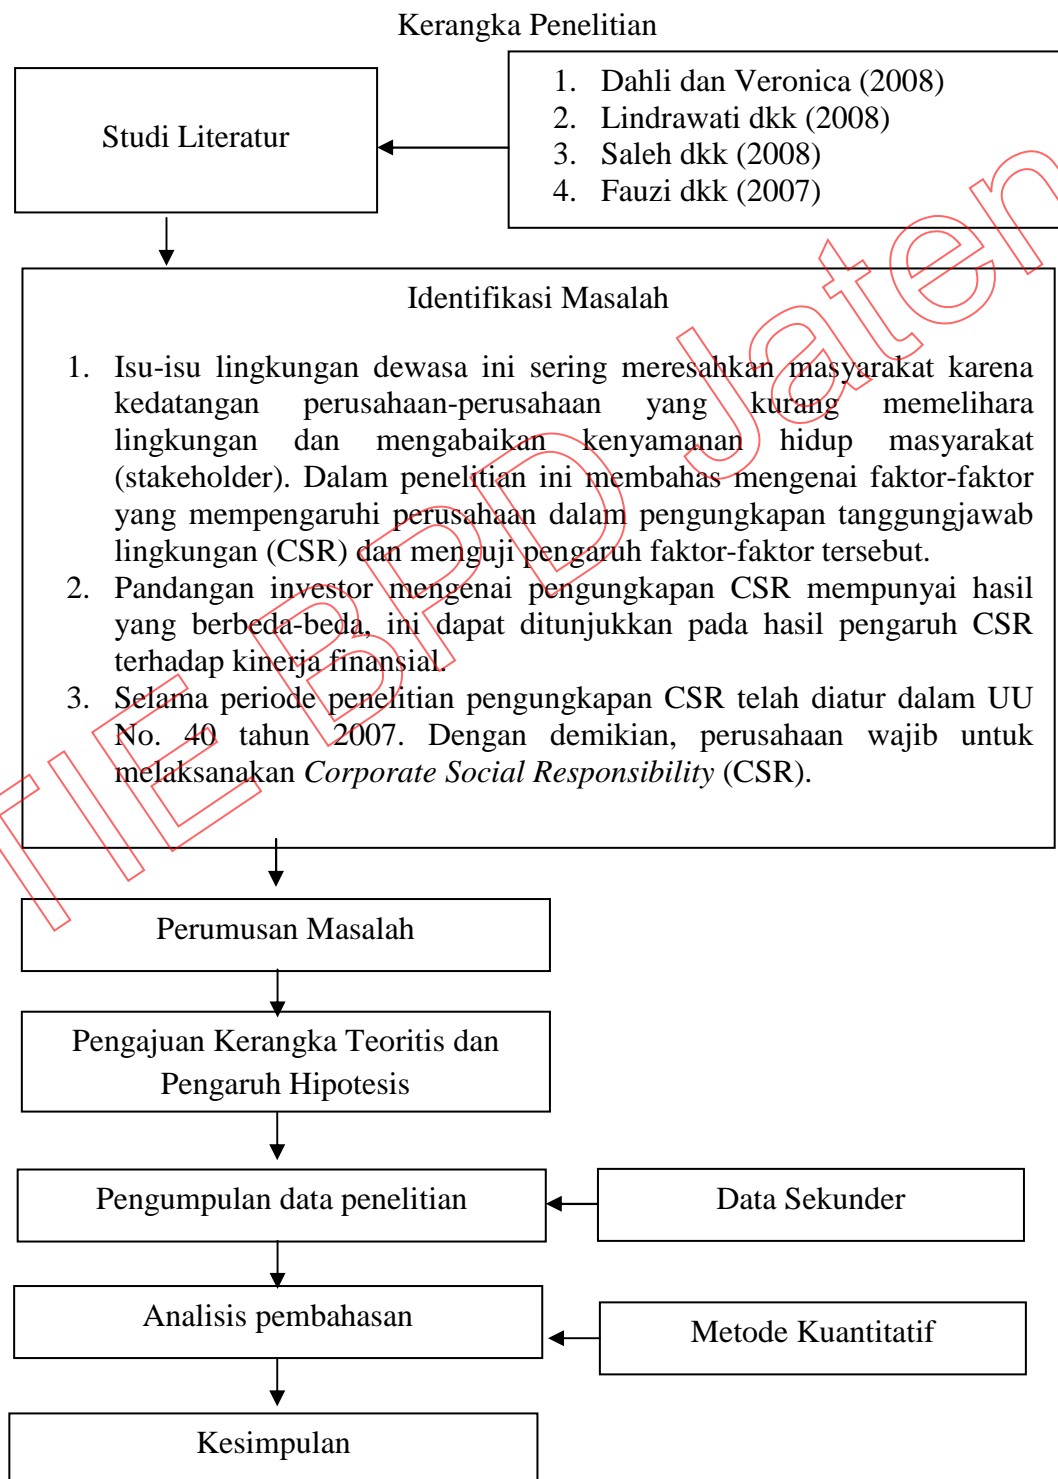 Kerangka Penelitian
Studi Literatur
1. Dahli dan Veronica (2008)
2. Lindrawati dkk (2008)
3. Saleh dkk (2008)
4. Fauzi dkk (2007)
Identifikasi Masalah
1. Isu-isu lingkungan dewasa ini sering meresahkan masyarakat karena
kedatangan perusahaan-perusahaan yang kurang memelihara
lingkungan dan mengabaikan kenyamanan hidup masyarakat
(stakeholder). Dalam penelitian ini membahas mengenai faktor-faktor
yang mempengaruhi perusahaan dalam pengungkapan tanggungjawab
lingkungan (CSR) dan menguji pengaruh faktor-faktor tersebut.
2. Pandangan investor mengenai pengungkapan CSR mempunyai hasil
yang berbeda-beda, ini dapat ditunjukkan pada hasil pengaruh CSR
terhadap kinerja finansial.
3. Selama periode penelitian pengungkapan CSR telah diatur dalam UU
No. 40 tahun 2007. Dengan demikian, perusahaan wajib untuk
melaksanakan Corporate Social Responsibility (CSR).
Perumusan Masalah
Pengajuan Kerangka Teoritis dan
Pengaruh Hipotesis
Pengumpulan data penelitian
Data Sekunder
Analisis pembahasan
Metode Kuantitatif
Kesimpulan
TIE BPD Jaten